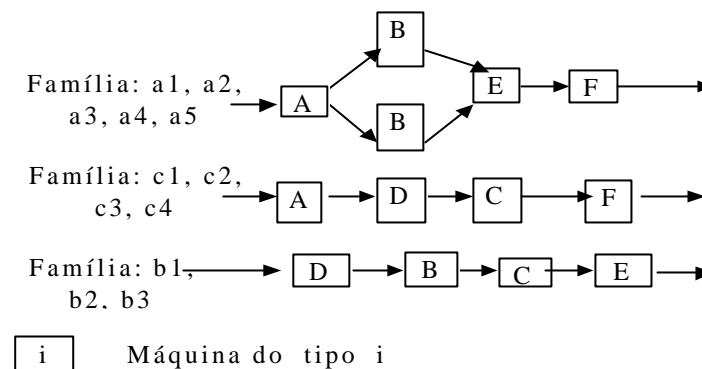 B
Família: a1, a2,
a3, a4, a5
A
E
F
B
Família: c1, c2,
c3, c4
A
D
C
F
Família: b1,
b2, b3
D
B
C
E
i
Máquina do tipo i